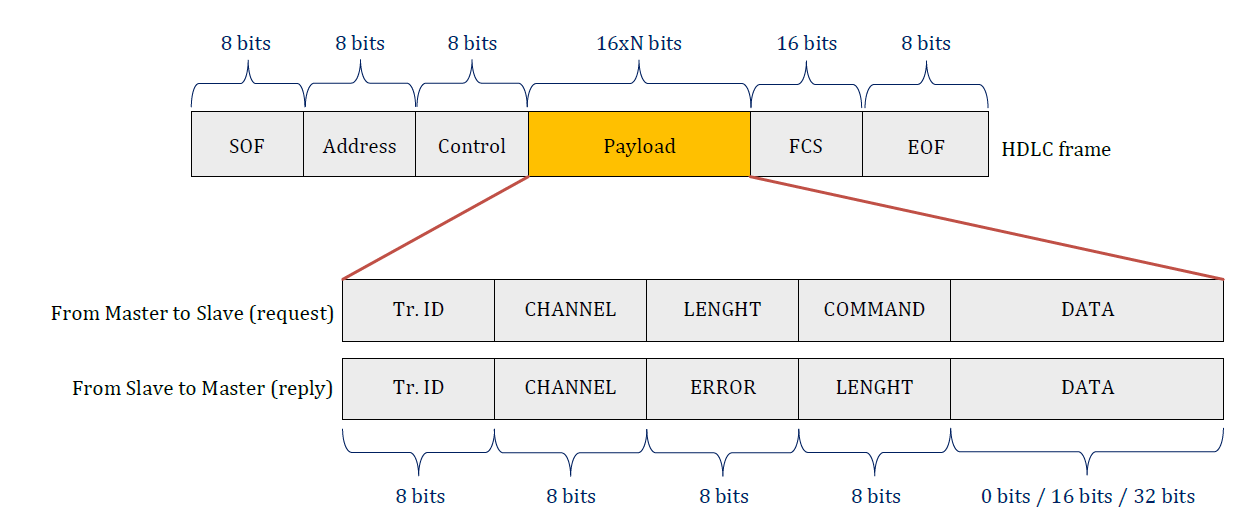 8 bits 8 bits 8 bits 16xN bits 16 bits 8 bits
SOF Address Control Payload FCS EOF HDLC frame
From Master to Slave (request) Tr. ID CHANNEL LENGHT COMMAND DATA
From Slave to Master (reply) Tr. ID CHANNEL ERROR LENGHT DATA
8 bits 8 bits 8 bits 8 bits 0 bits / 16 bits / 32 bits